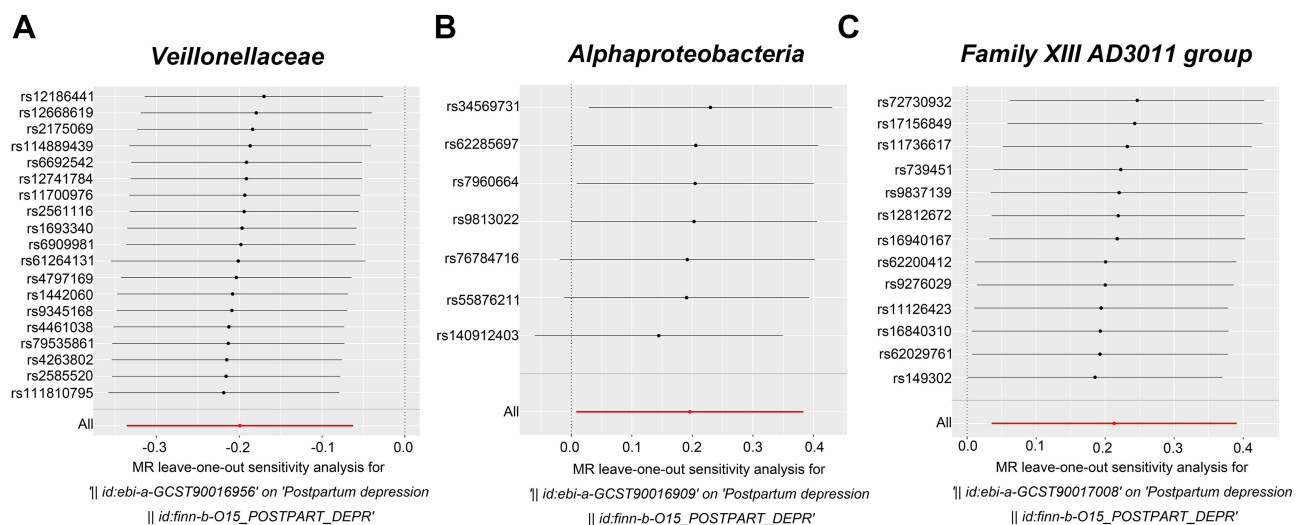 A
Veillonellaceae
rs12186441
rs12668619
rs2175069
rs114889439
rs6692542
rs12741784
rs11700976
rs2561116
rs1693340
rs6909981
rs61264131
rs4797169
rs1442060
rs9345168
rs4461038
rs79535861
rs4263802
rs2585520
rs111810795
All
-0.3 -0.2 -0.1 0.0
MR leave-one-out sensitivity analysis for
'|| id:ebi-a-GCST90016956' on 'Postpartum depression
|| id:finn-b-O15_POSTPART_DEPR'
B
Alphaproteobacteria
rs34569731
rs62285697
rs7960664
rs9813022
rs76784716
rs55876211
rs140912403
All
0.0 0.1 0.2 0.3 0.4
MR leave-one-out sensitivity analysis for
'|| id:ebi-a-GCST90016909' on 'Postpartum depression
|| id:finn-b-O15_POSTPART_DEPR'
C
Family XIII AD3011 group
rs72730932
rs17156849
rs11736617
rs739451
rs9837139
rs12812672
rs16940167
rs62200412
rs9276029
rs11126423
rs16840310
rs62029761
rs149302
All
0.0 0.1 0.2 0.3 0.4
MR leave-one-out sensitivity analysis for
'|| id:ebi-a-GCST90017008' on 'Postpartum depression
|| id:finn-b-O15_POSTPART_DEPR'